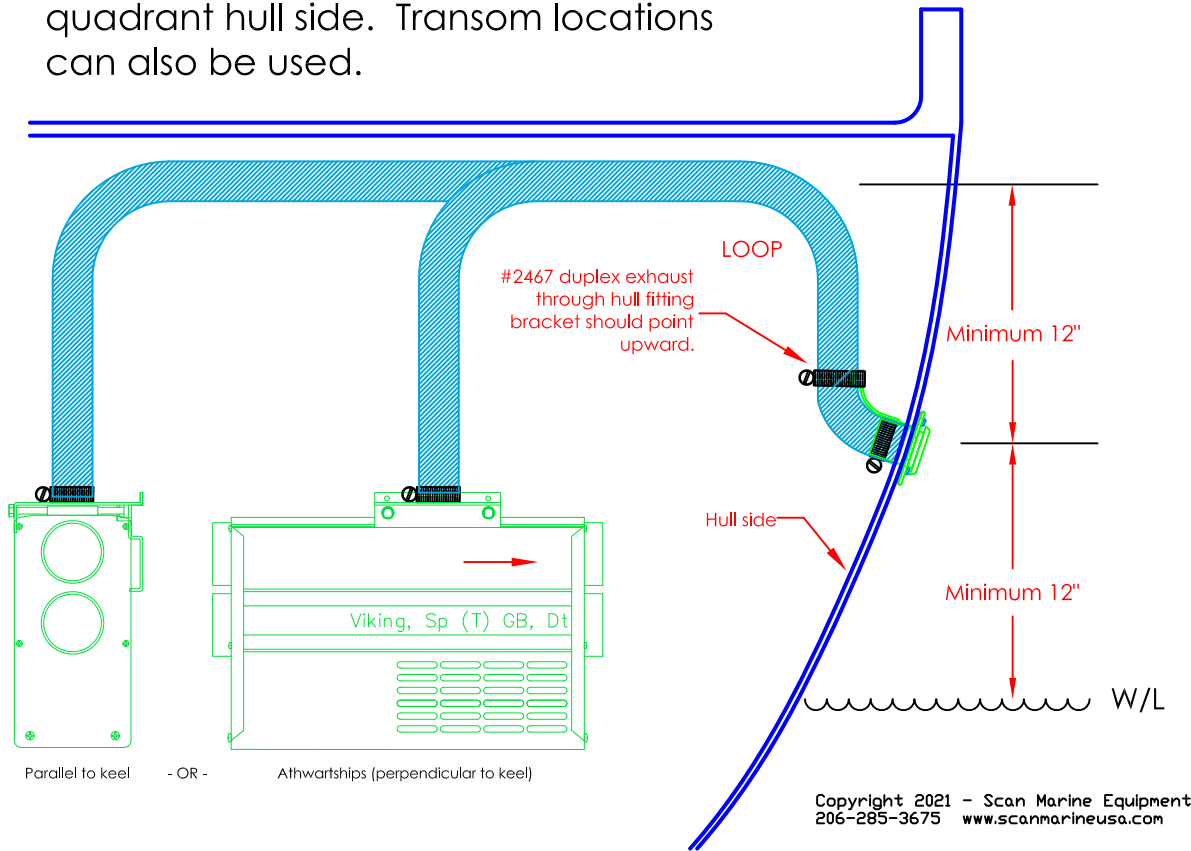 quadrant hull side. Transom locations
can also be used.
LOOP
#2467 duplex exhaust
through hull fitting
bracket should point
upward.
Minimum 12"
Hull side
Minimum 12"
Viking, Sp (T) GB, Dt
W/L
Parallel to keel - OR - Athwartships (perpendicular to keel)
Copyright 2021 - Scan Marine Equipment
206-285-3675 www.scanmarineusa.com